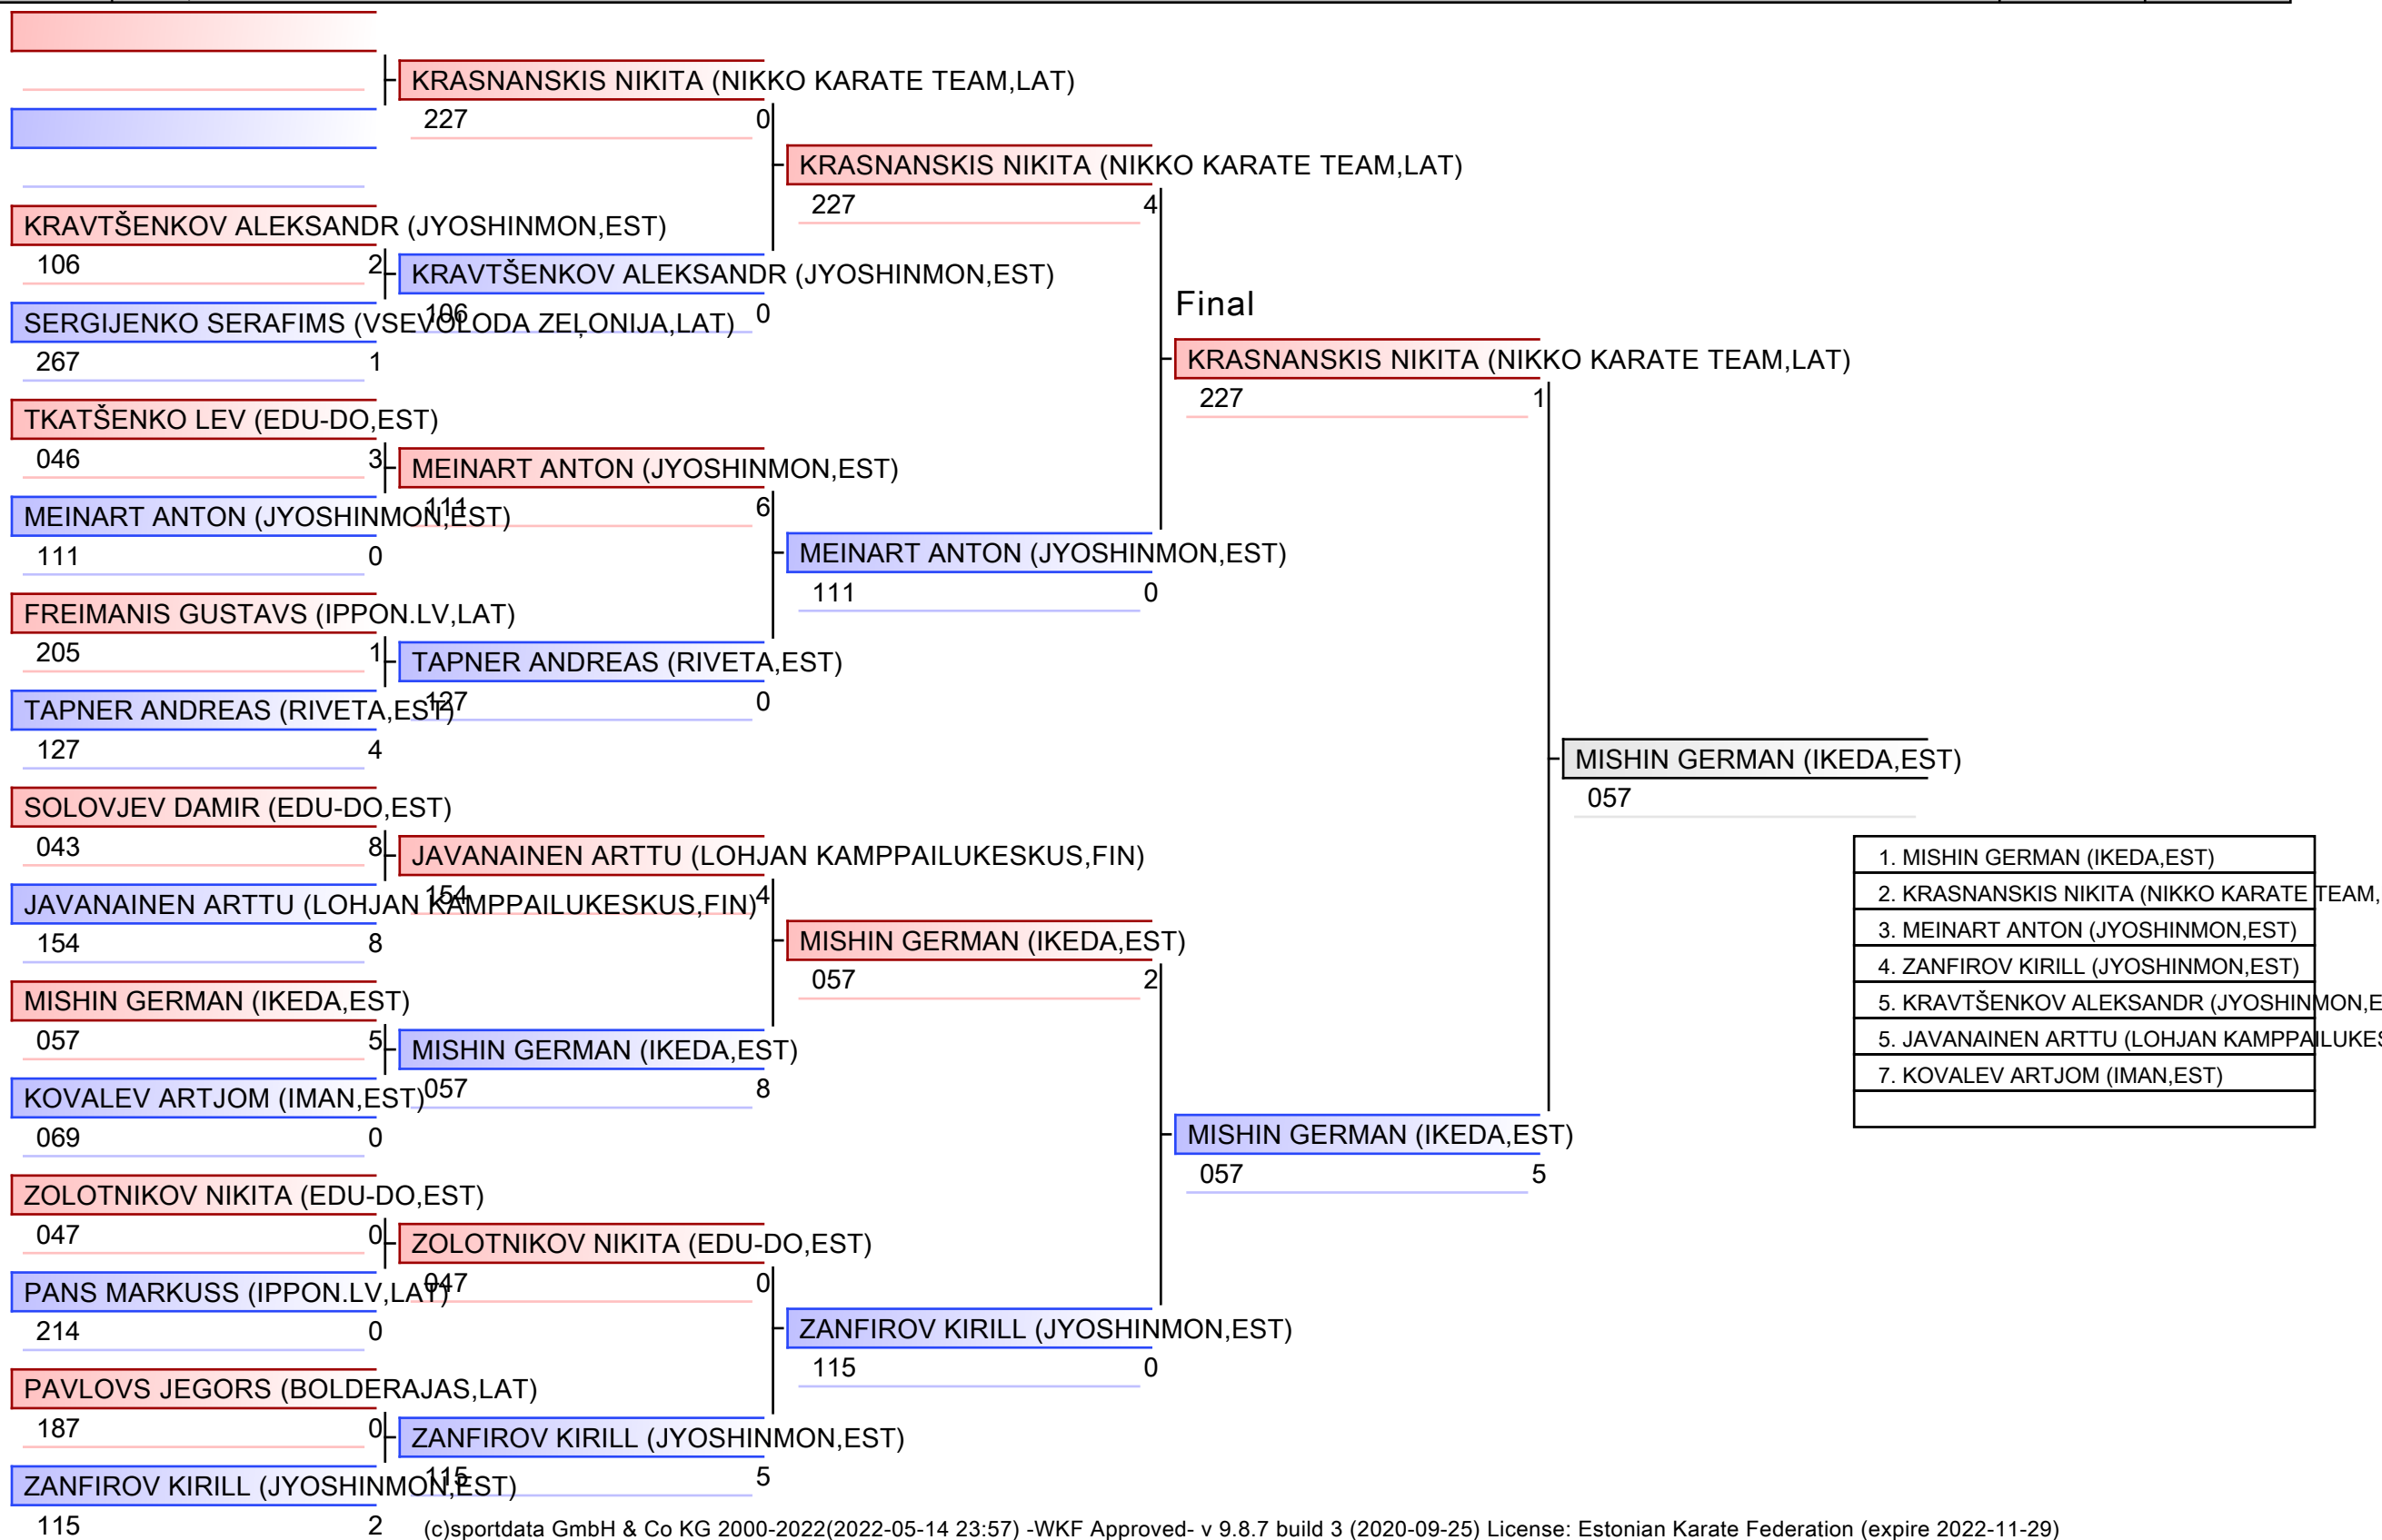 KRASNANSKIS NIKITA (NIKKO KARATE TEAM,LAT)
227 0
KRAVTŠENKOV ALEKSANDR (JYOSHINMON,EST)
106 2
SERGIJENKO SERAFIMS (VSEVOLODA ZEĻONIJA,LAT)
267 1
KRAVTŠENKOV ALEKSANDR (JYOSHINMON,EST)
106 0
TKATŠENKO LEV (EDU-DO,EST)
046 3
MEINART ANTON (JYOSHINMON,EST)
111 0
MEINART ANTON (JYOSHINMON,EST)
111 6
FREIMANIS GUSTAVS (IPPON.LV,LAT)
205 1
TAPNER ANDREAS (RIVETA,EST)
127 4
TAPNER ANDREAS (RIVETA,EST)
127 0
SOLOVJEV DAMIR (EDU-DO,EST)
043 8
JAVANAINEN ARTTU (LOHJAN KAMPPAILUKESKUS,FIN)
154 8
JAVANAINEN ARTTU (LOHJAN KAMPPAILUKESKUS,FIN)
154 4
MISHIN GERMAN (IKEDA,EST)
057 5
KOVALEV ARTJOM (IMAN,EST)
069 0
MISHIN GERMAN (IKEDA,EST)
057 8
ZOLOTNIKOV NIKITA (EDU-DO,EST)
047 0
PANS MARKUSS (IPPON.LV,LAT)
214 0
ZOLOTNIKOV NIKITA (EDU-DO,EST)
047 0
PAVLOVS JEGORS (BOLDERAJAS,LAT)
187 0
ZANFIROV KIRILL (JYOSHINMON,EST)
115 2
ZANFIROV KIRILL (JYOSHINMON,EST)
115 5
KRASNANSKIS NIKITA (NIKKO KARATE TEAM,LAT)
227 4
MEINART ANTON (JYOSHINMON,EST)
111 0
MISHIN GERMAN (IKEDA,EST)
057 2
ZANFIROV KIRILL (JYOSHINMON,EST)
115 0
Final
KRASNANSKIS NIKITA (NIKKO KARATE TEAM,LAT)
227 1
MISHIN GERMAN (IKEDA,EST)
057 5
MISHIN GERMAN (IKEDA,EST)
057
1. MISHIN GERMAN (IKEDA,EST)
2. KRASNANSKIS NIKITA (NIKKO KARATE TEAM,
3. MEINART ANTON (JYOSHINMON,EST)
4. ZANFIROV KIRILL (JYOSHINMON,EST)
5. KRAVTŠENKOV ALEKSANDR (JYOSHINMON,E
5. JAVANAINEN ARTTU (LOHJAN KAMPPAILUKES
7. KOVALEV ARTJOM (IMAN,EST)
(c)sportdata GmbH & Co KG 2000-2022(2022-05-14 23:57) -WKF Approved- v 9.8.7 build 3 (2020-09-25) License: Estonian Karate Federation (expire 2022-11-29)